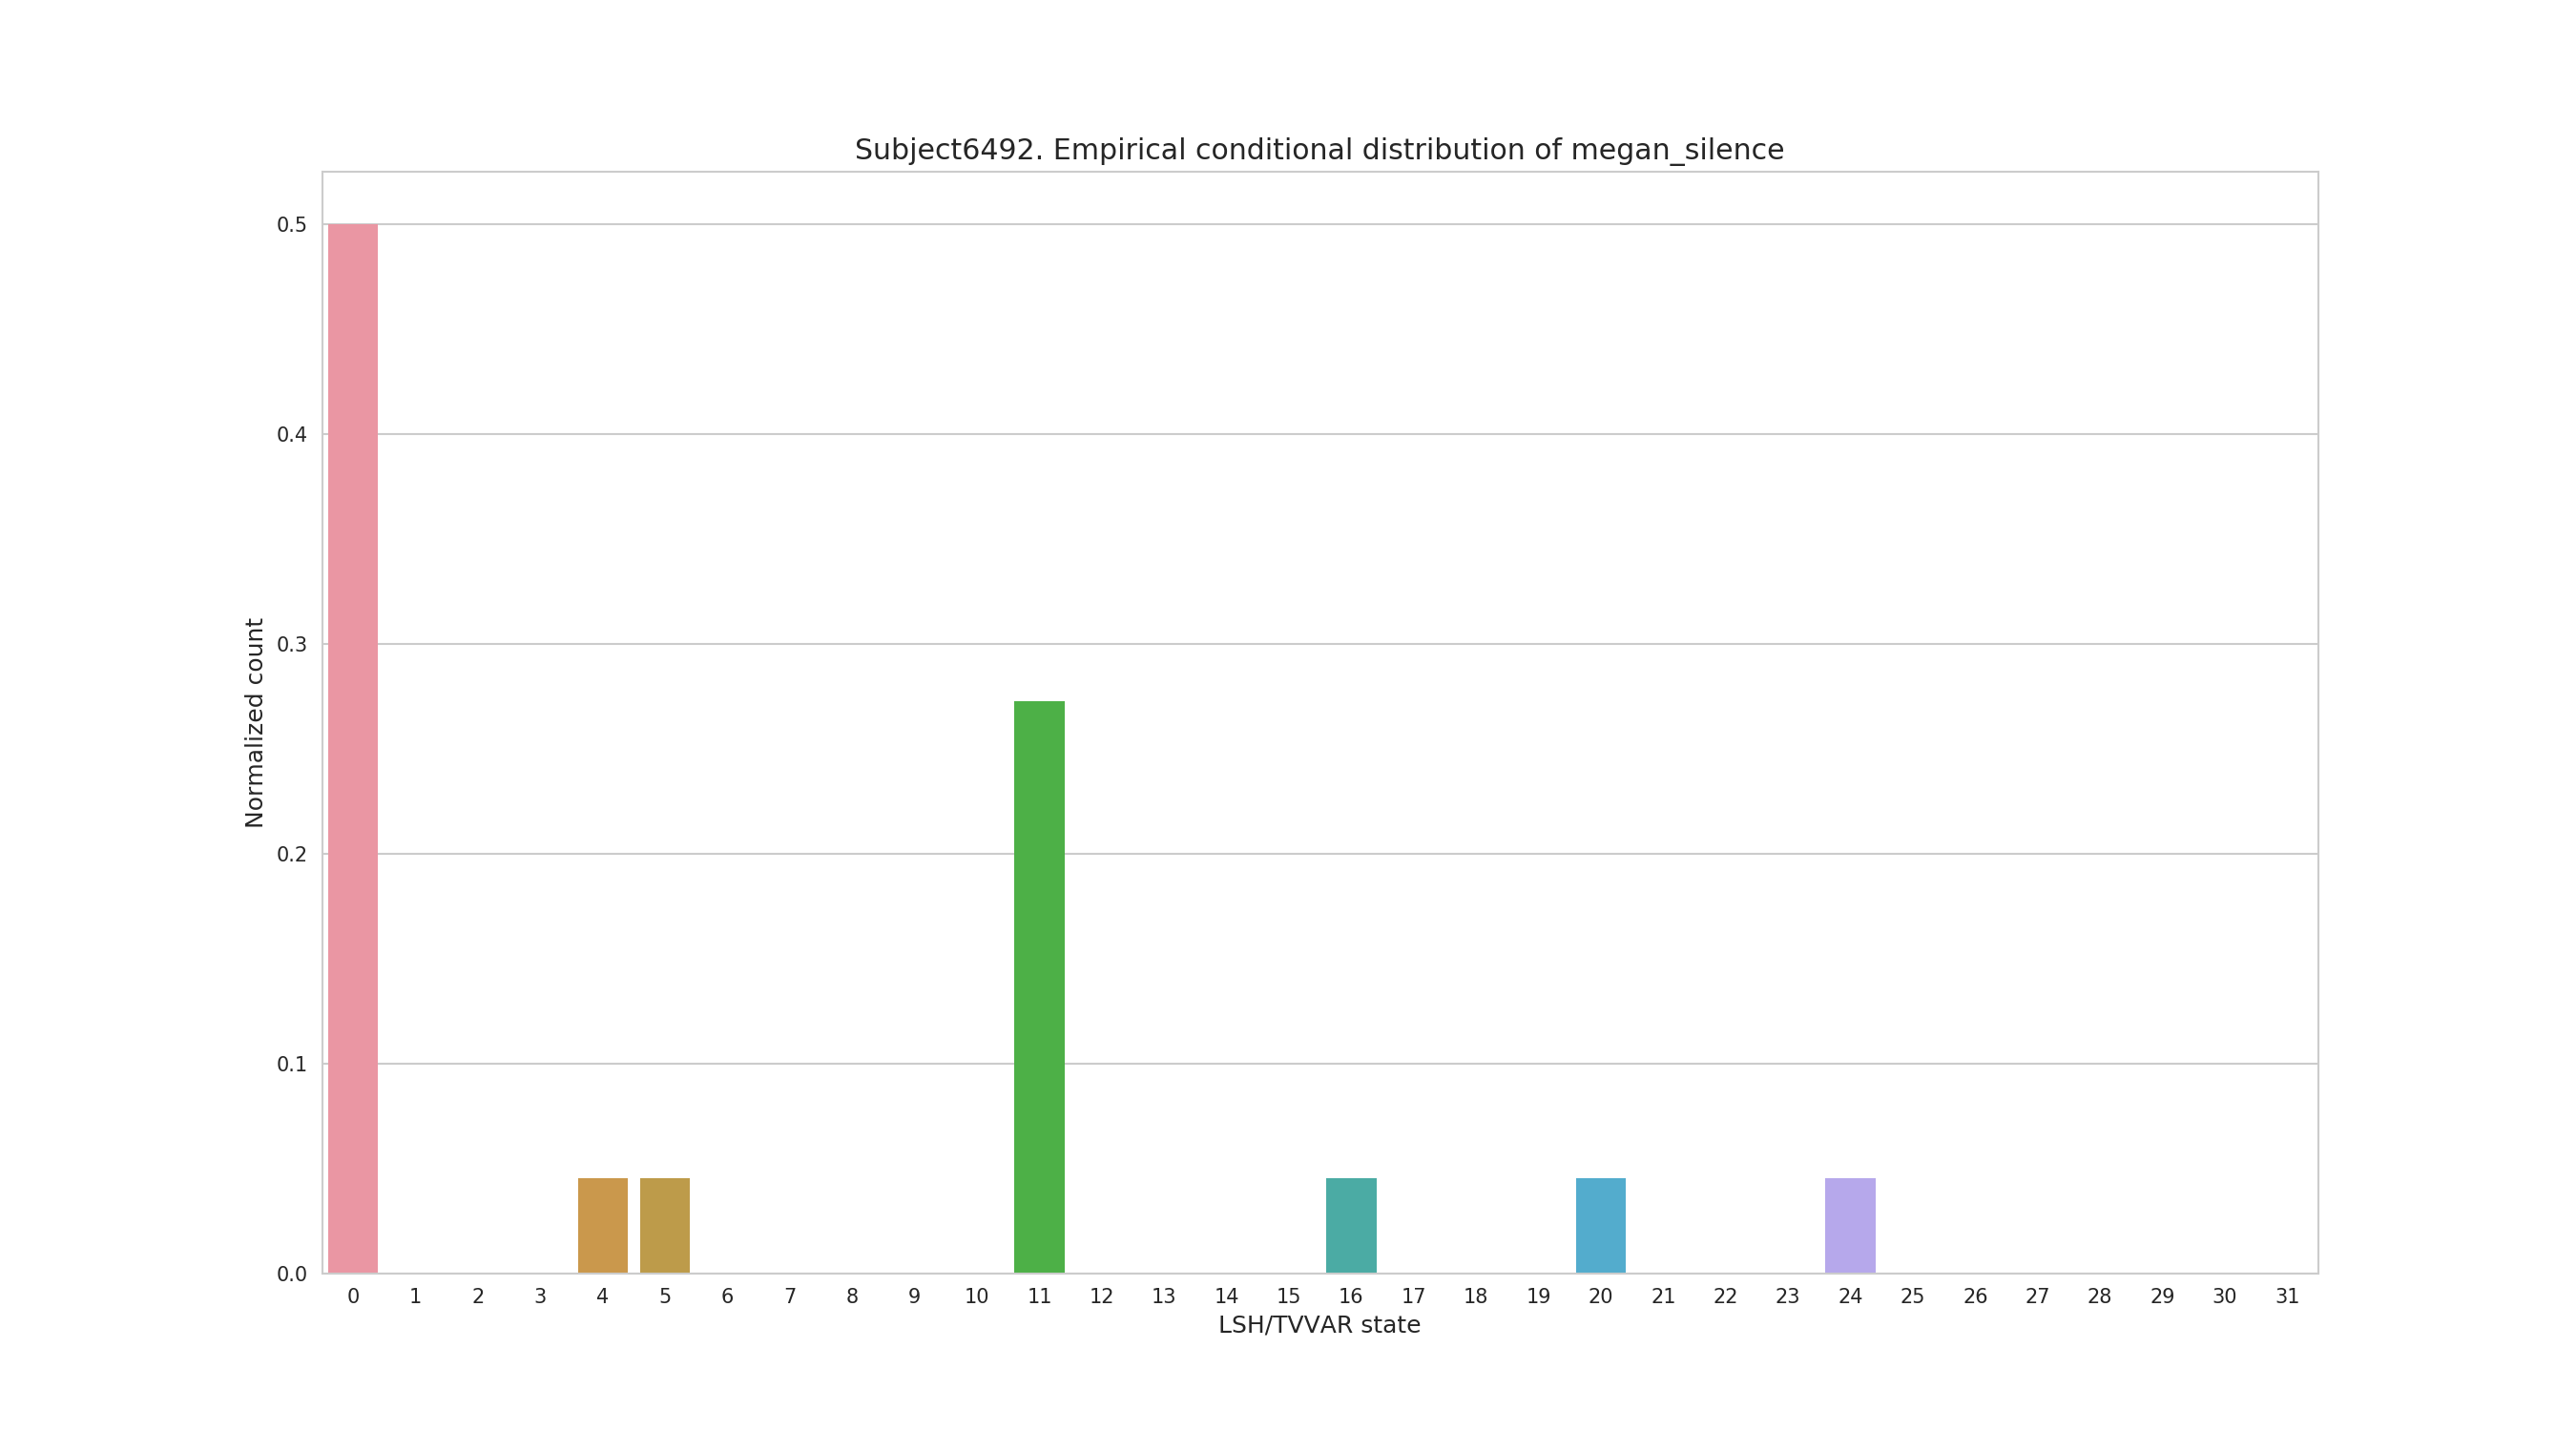 Subject6492. Empirical conditional distribution of megan_silence
0.5
0.4
0.3
0.2
0.1
0.0
Normalized count
0 1 2 3 4 5 6 7 8 9 10 11 12 13 14 15 16 17 18 19 20 21 22 23 24 25 26 27 28 29 30 31
LSH/TVVAR state